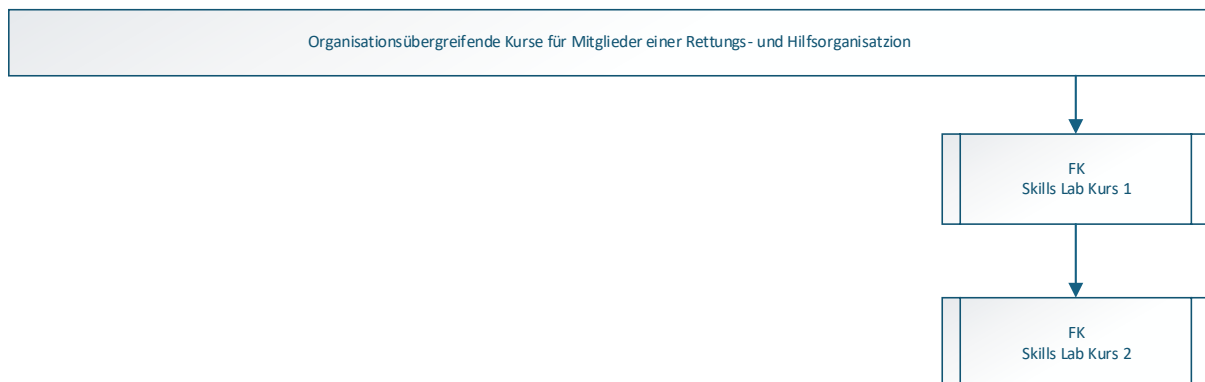 Organisationsübergreifende Kurse für Mitglieder einer Rettungs- und Hilfsorganisatzion
FK
Skills Lab Kurs 1
FK
Skills Lab Kurs 2